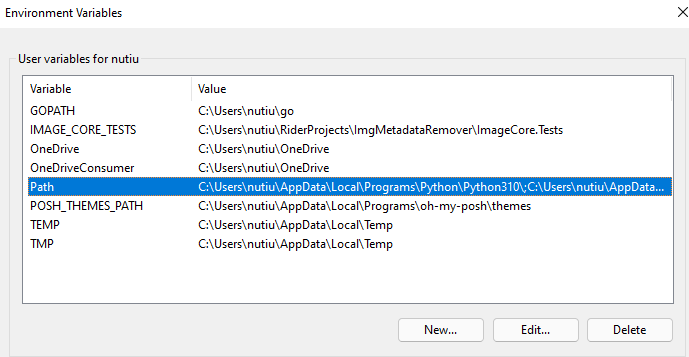 Environment Variables
User variables for nutiu
Variable Value
GOPATH C:\Users\nutiu\go
IMAGE_CORE_TESTS C:\Users\nutiu\RiderProjects\ImgMetadataRemover\ImageCore.Tests
OneDrive C:\Users\nutiu\OneDrive
OneDriveConsumer C:\Users\nutiu\OneDrive
Path C:\Users\nutiu\AppData\Local\Programs\Python\Python310\;C:\Users\nutiu\AppData...
POSH_THEMES_PATH C:\Users\nutiu\AppData\Local\Programs\oh-my-posh\themes
TEMP C:\Users\nutiu\AppData\Local\Temp
TMP C:\Users\nutiu\AppData\Local\Temp
New... Edit... Delete